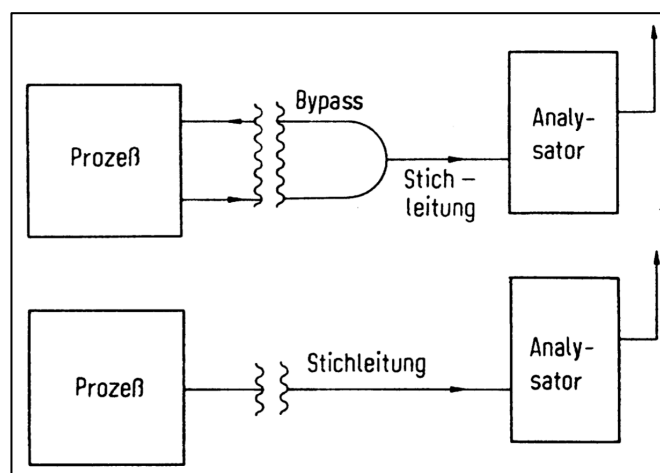 Bypass
Prozeß
Stich-
leitung
Analy-
sator
Prozeß
Stichleitung
Analy-
sator